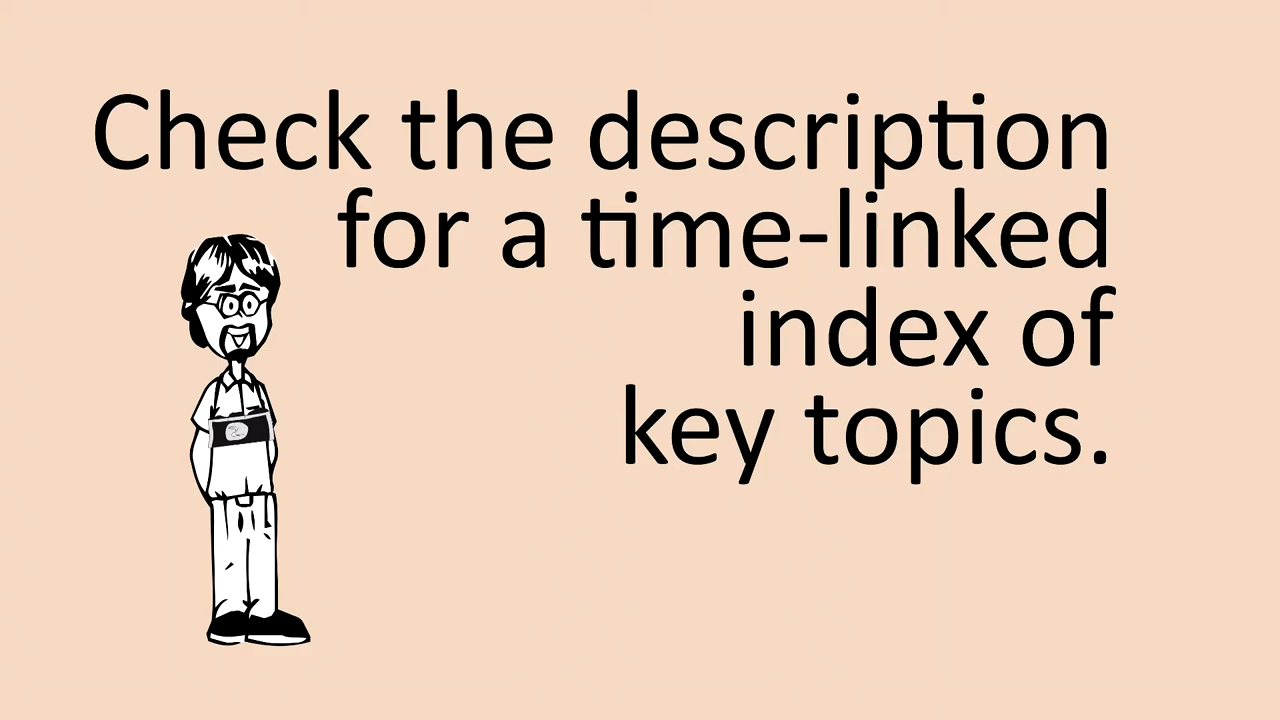 Check the description
for a time-linked
index of
key topics.